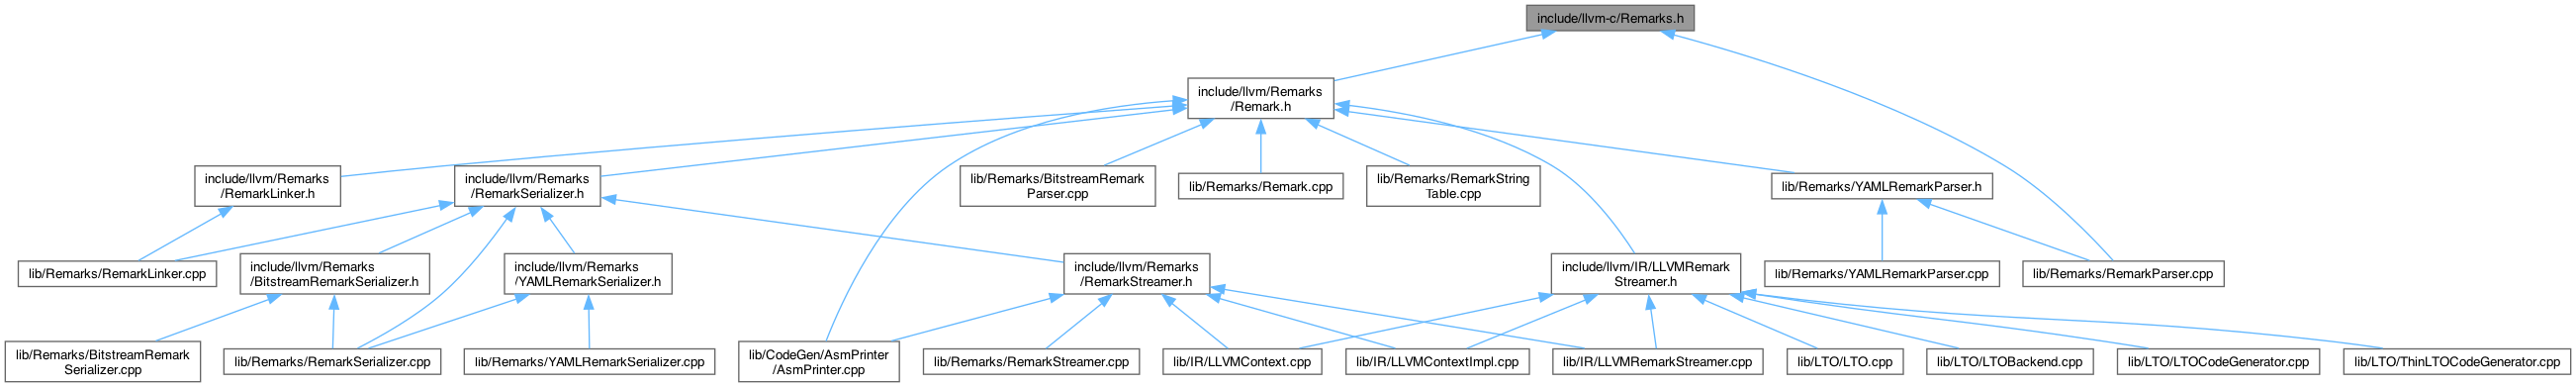 include/llvm-c/Remarks.h
include/llvm/Remarks
/Remark.h
include/llvm/Remarks
/RemarkLinker.h
include/llvm/Remarks
/RemarkSerializer.h
lib/Remarks/BitstreamRemark
Parser.cpp
lib/Remarks/Remark.cpp
lib/Remarks/RemarkString
Table.cpp
lib/Remarks/YAMLRemarkParser.h
lib/Remarks/RemarkLinker.cpp
include/llvm/Remarks
/BitstreamRemarkSerializer.h
include/llvm/Remarks
/YAMLRemarkSerializer.h
include/llvm/Remarks
/RemarkStreamer.h
include/llvm/IR/LLVMRemark
Streamer.h
lib/Remarks/YAMLRemarkParser.cpp
lib/Remarks/RemarkParser.cpp
lib/Remarks/BitstreamRemark
Serializer.cpp
lib/Remarks/RemarkSerializer.cpp
lib/Remarks/YAMLRemarkSerializer.cpp
lib/CodeGen/AsmPrinter
/AsmPrinter.cpp
lib/Remarks/RemarkStreamer.cpp
lib/IR/LLVMContext.cpp
lib/IR/LLVMContextImpl.cpp
lib/IR/LLVMRemarkStreamer.cpp
lib/LTO/LTO.cpp
lib/LTO/LTOBackend.cpp
lib/LTO/LTOCodeGenerator.cpp
lib/LTO/ThinLTOCodeGenerator.cpp